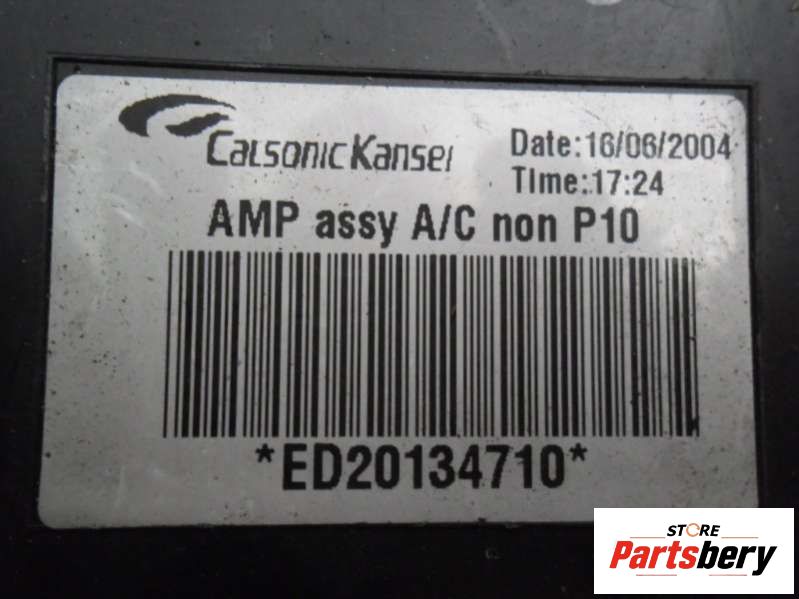 CalsonicKansei
Date:16/06/2004
Time:17:24
AMP assy A/C non P10
*ED20134710*
STORE
Partsbery